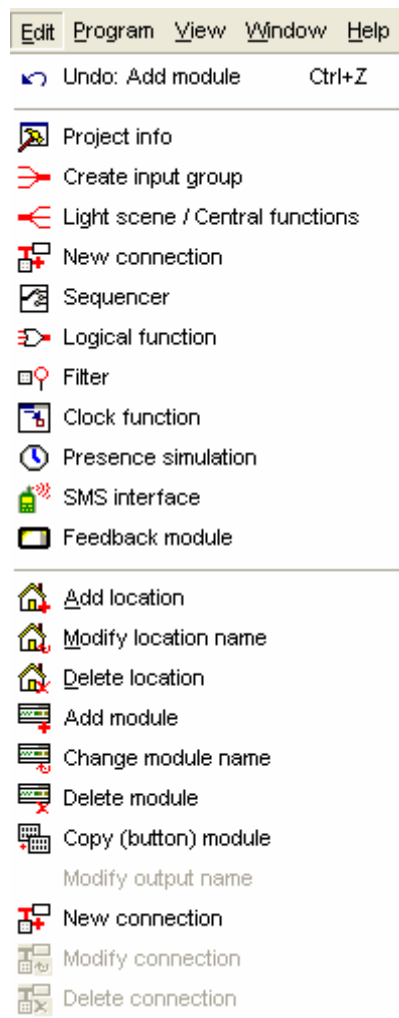 Edit Program View Window Help
Undo: Add module Ctrl+Z
Project info
Create input group
Light scene / Central functions
New connection
Sequencer
Logical function
Filter
Clock function
Presence simulation
SMS interface
Feedback module
Add location
Modify location name
Delete location
Add module
Change module name
Delete module
Copy (button) module
Modify output name
New connection
Modify connection
Delete connection